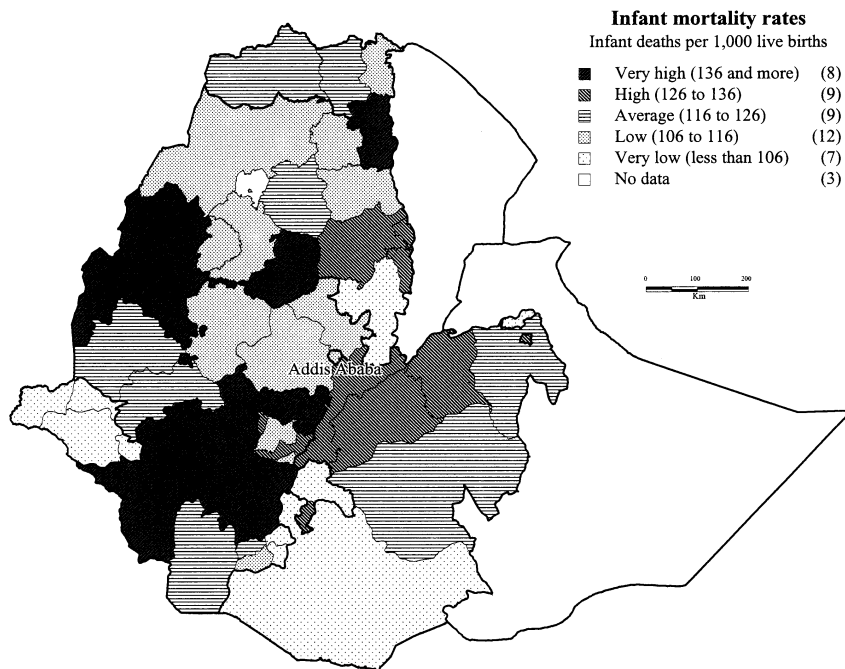 Infant mortality rates
Infant deaths per 1,000 live births
Very high (136 and more) (8)
High (126 to 136) (9)
Average (116 to 126) (9)
Low (106 to 116) (12)
Very low (less than 106) (7)
No data (3)
0 100 200
Km
Addis Ababa